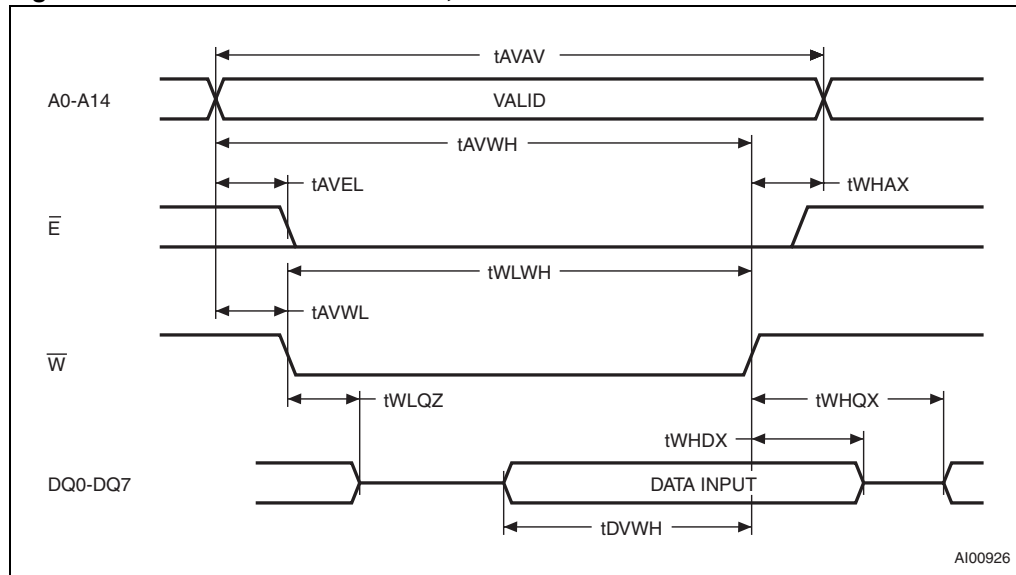 tAVAV
A0-A14
VALID
tAVWH
tAVEL
tWHAX
E
tWLWH
tAVWL
W
tWLQZ
tWHQX
tWHDX
DQ0-DQ7
DATA INPUT
tDVWH
AI00926